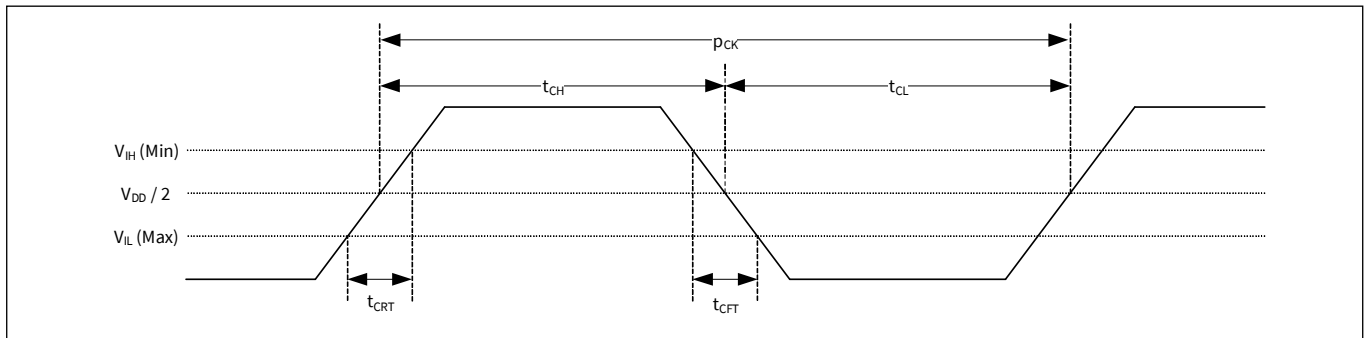 pCK
tCH tCL
VIH (Min)
VDD / 2
VIL (Max)
tCRT tCFT